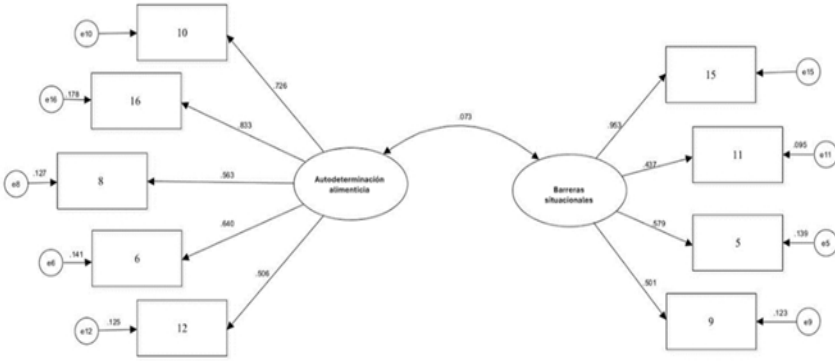 e10
10
.726
e16
.178
16
.833
e8
.127
8
.563
e6
.141
6
.640
e12
.125
12
.506
Autodeterminación
alimenticia
.073
Barreras
situacionales
.953
15
e15
.437
11
.095
e11
.579
5
.139
e5
.501
9
.123
e9